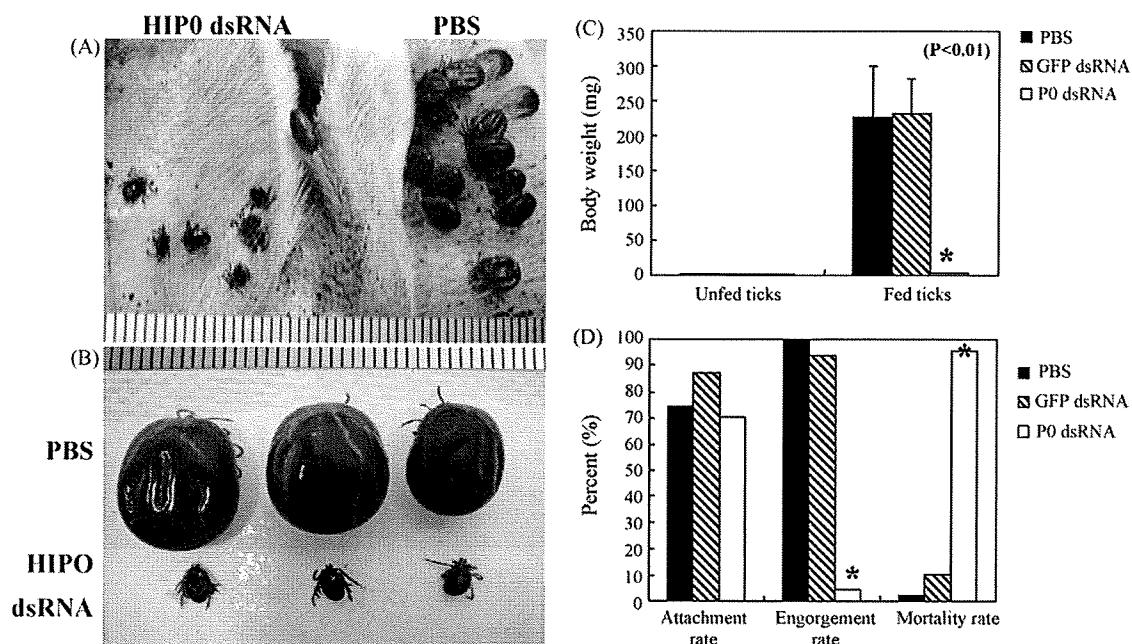 HIP0 dsRNA
PBS
(A)
(B)
PBS
HIPO
dsRNA
(C)
Body weight (mg)
350
300
250
200
150
100
50
0
(P<0.01)
PBS
GFP dsRNA
P0 dsRNA
*
Unfed ticks
Fed ticks
(D)
Percent (%)
100
90
80
70
60
50
40
30
20
10
0
PBS
GFP dsRNA
P0 dsRNA
*
*
Attachment
rate
Engorgement
rate
Mortality rate